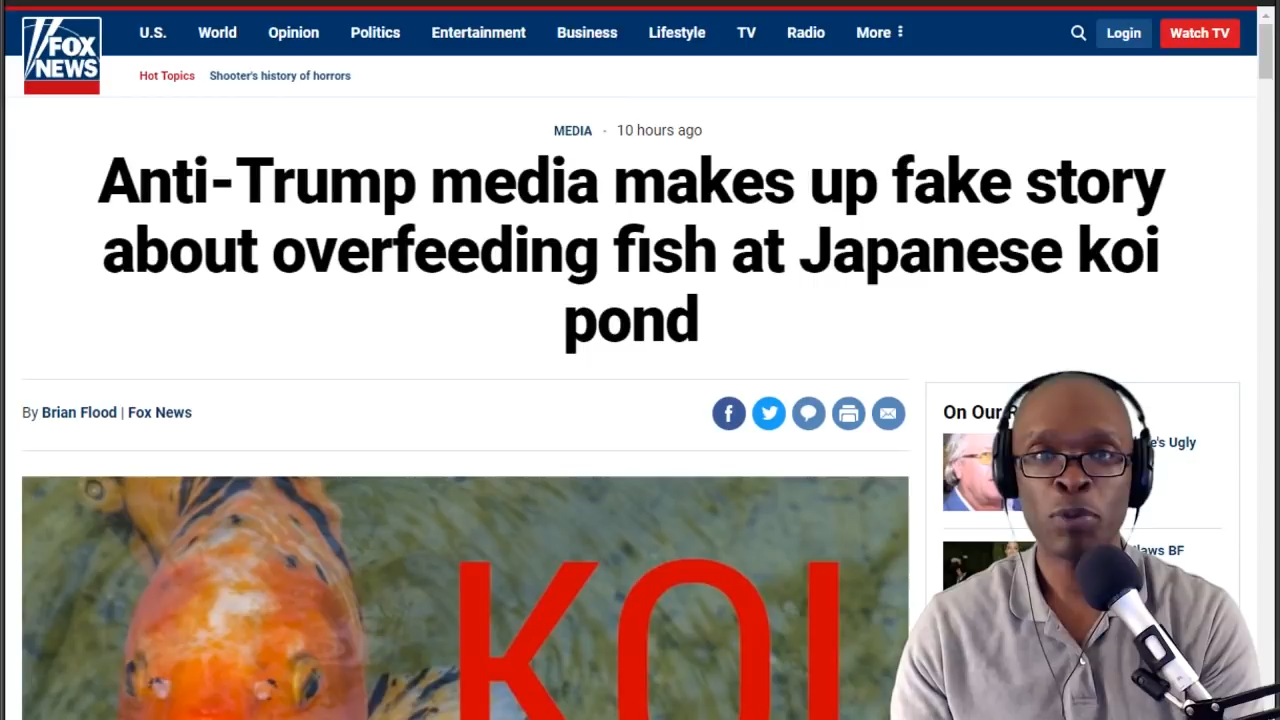 FOX
NEWS
U.S. World Opinion Politics Entertainment Business Lifestyle TV Radio More Login Watch TV
Hot Topics Shooter's history of horrors
MEDIA · 10 hours ago
Anti-Trump media makes up fake story
about overfeeding fish at Japanese koi
pond
By Brian Flood | Fox News
On Our
Ugly
BF
KOI